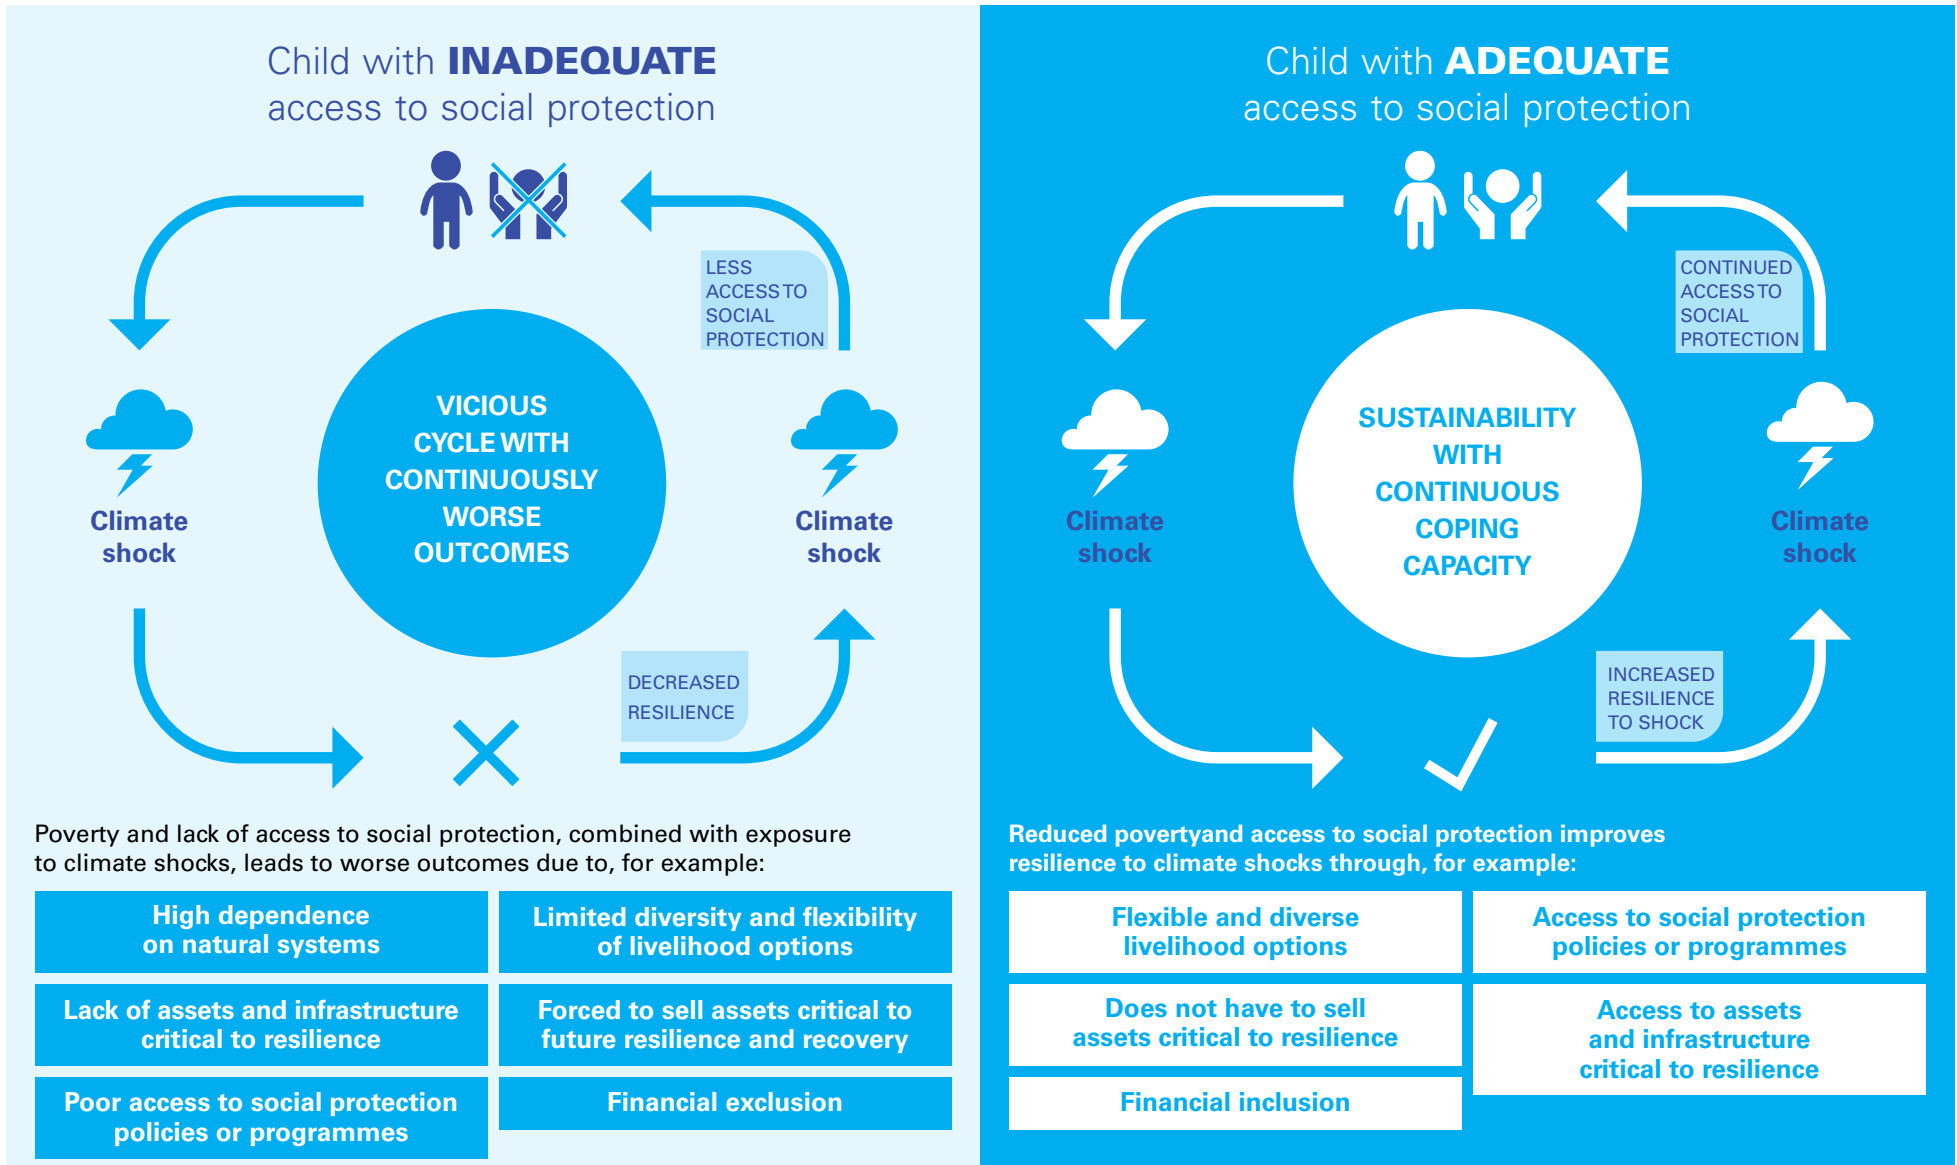 Child with INADEQUATE
access to social protection
LESS
ACCESS TO
SOCIAL
PROTECTION
VICIOUS
CYCLE WITH
CONTINUOUSLY
WORSE
OUTCOMES
Climate
shock
Climate
shock
DECREASED
RESILIENCE
Poverty and lack of access to social protection, combined with exposure
to climate shocks, leads to worse outcomes due to, for example:
High dependence
on natural systems
Limited diversity and flexibility
of livelihood options
Lack of assets and infrastructure
critical to resilience
Forced to sell assets critical to
future resilience and recovery
Poor access to social protection
policies or programmes
Financial exclusion
Child with ADEQUATE
access to social protection
CONTINUED
ACCESS TO
SOCIAL
PROTECTION
SUSTAINABILITY
WITH
CONTINUOUS
COPING
CAPACITY
Climate
shock
Climate
shock
INCREASED
RESILIENCE
TO SHOCK
Reduced povertyand access to social protection improves
resilience to climate shocks through, for example:
Flexible and diverse
livelihood options
Access to social protection
policies or programmes
Does not have to sell
assets critical to resilience
Access to assets
and infrastructure
critical to resilience
Financial inclusion